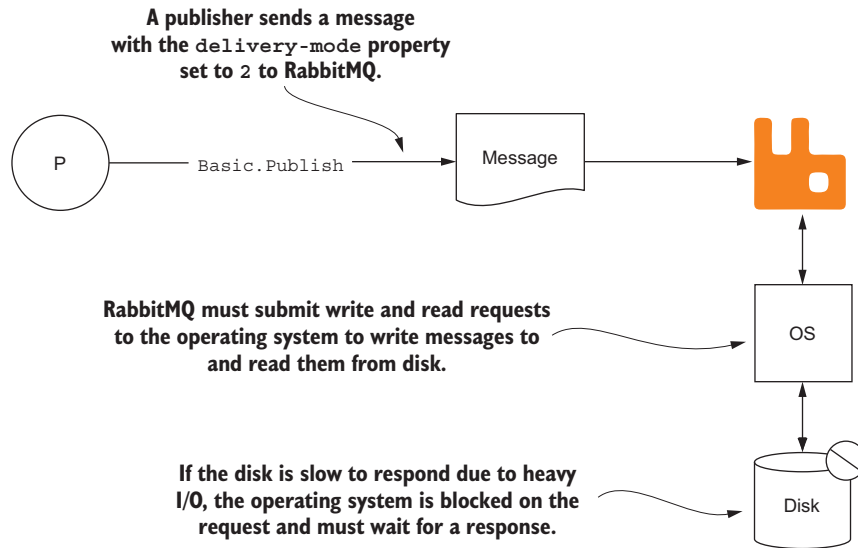 A publisher sends a message
with the delivery-mode property
set to 2 to RabbitMQ.
P
Basic.Publish
Message
RabbitMQ must submit write and read requests
to the operating system to write messages to
and read them from disk.
OS
If the disk is slow to respond due to heavy
I/O, the operating system is blocked on the
request and must wait for a response.
Disk